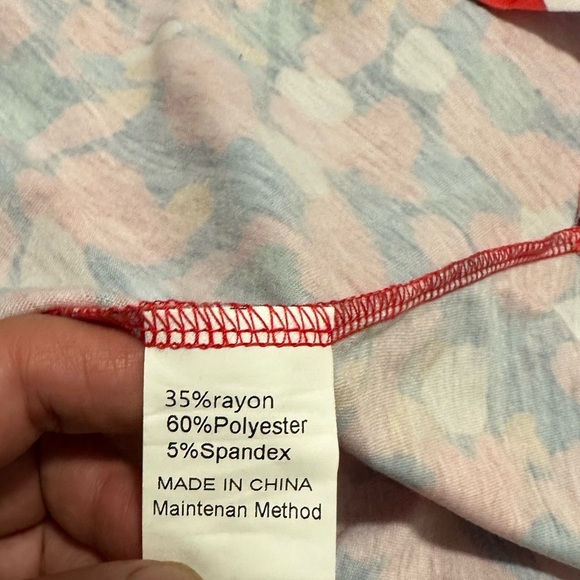 35%rayon
60%Polyester
5%Spandex
MADE IN CHINA
Maintenan Method